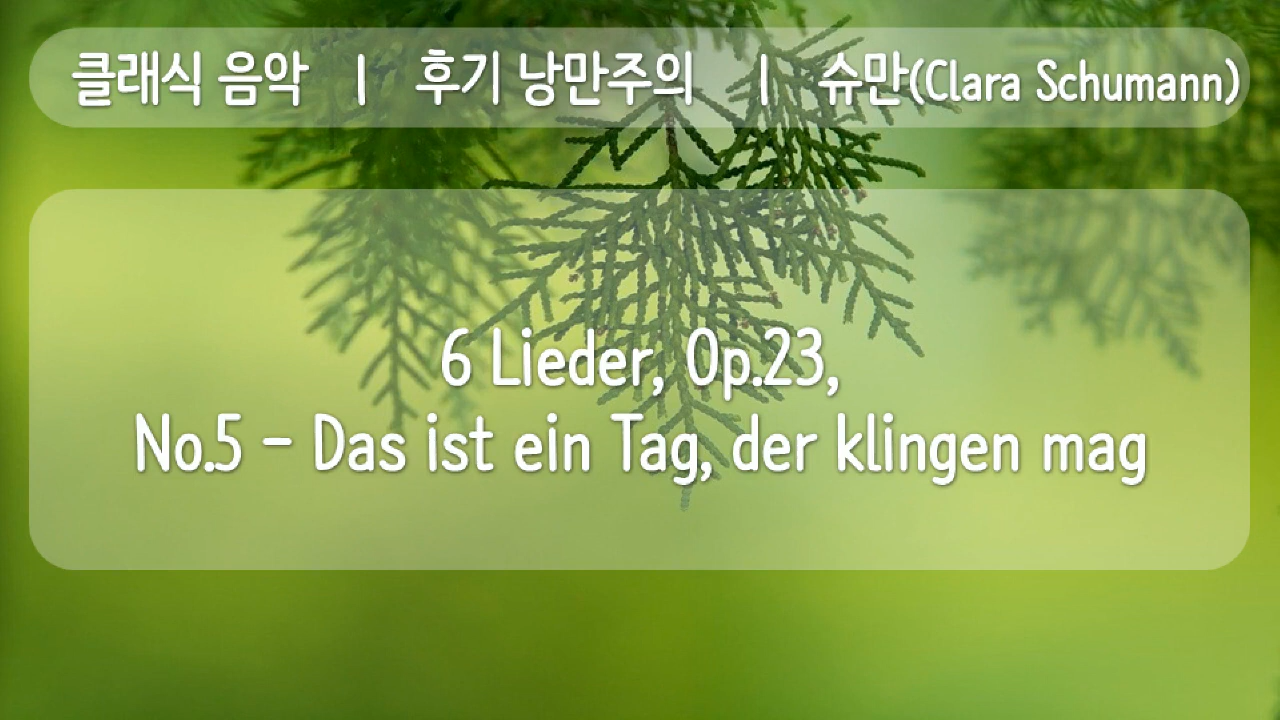 클래식 음악 | 후기 낭만주의 | 슈만(Clara Schumann)
6 Lieder, Op.23,
No.5 - Das ist ein Tag, der klingen mag